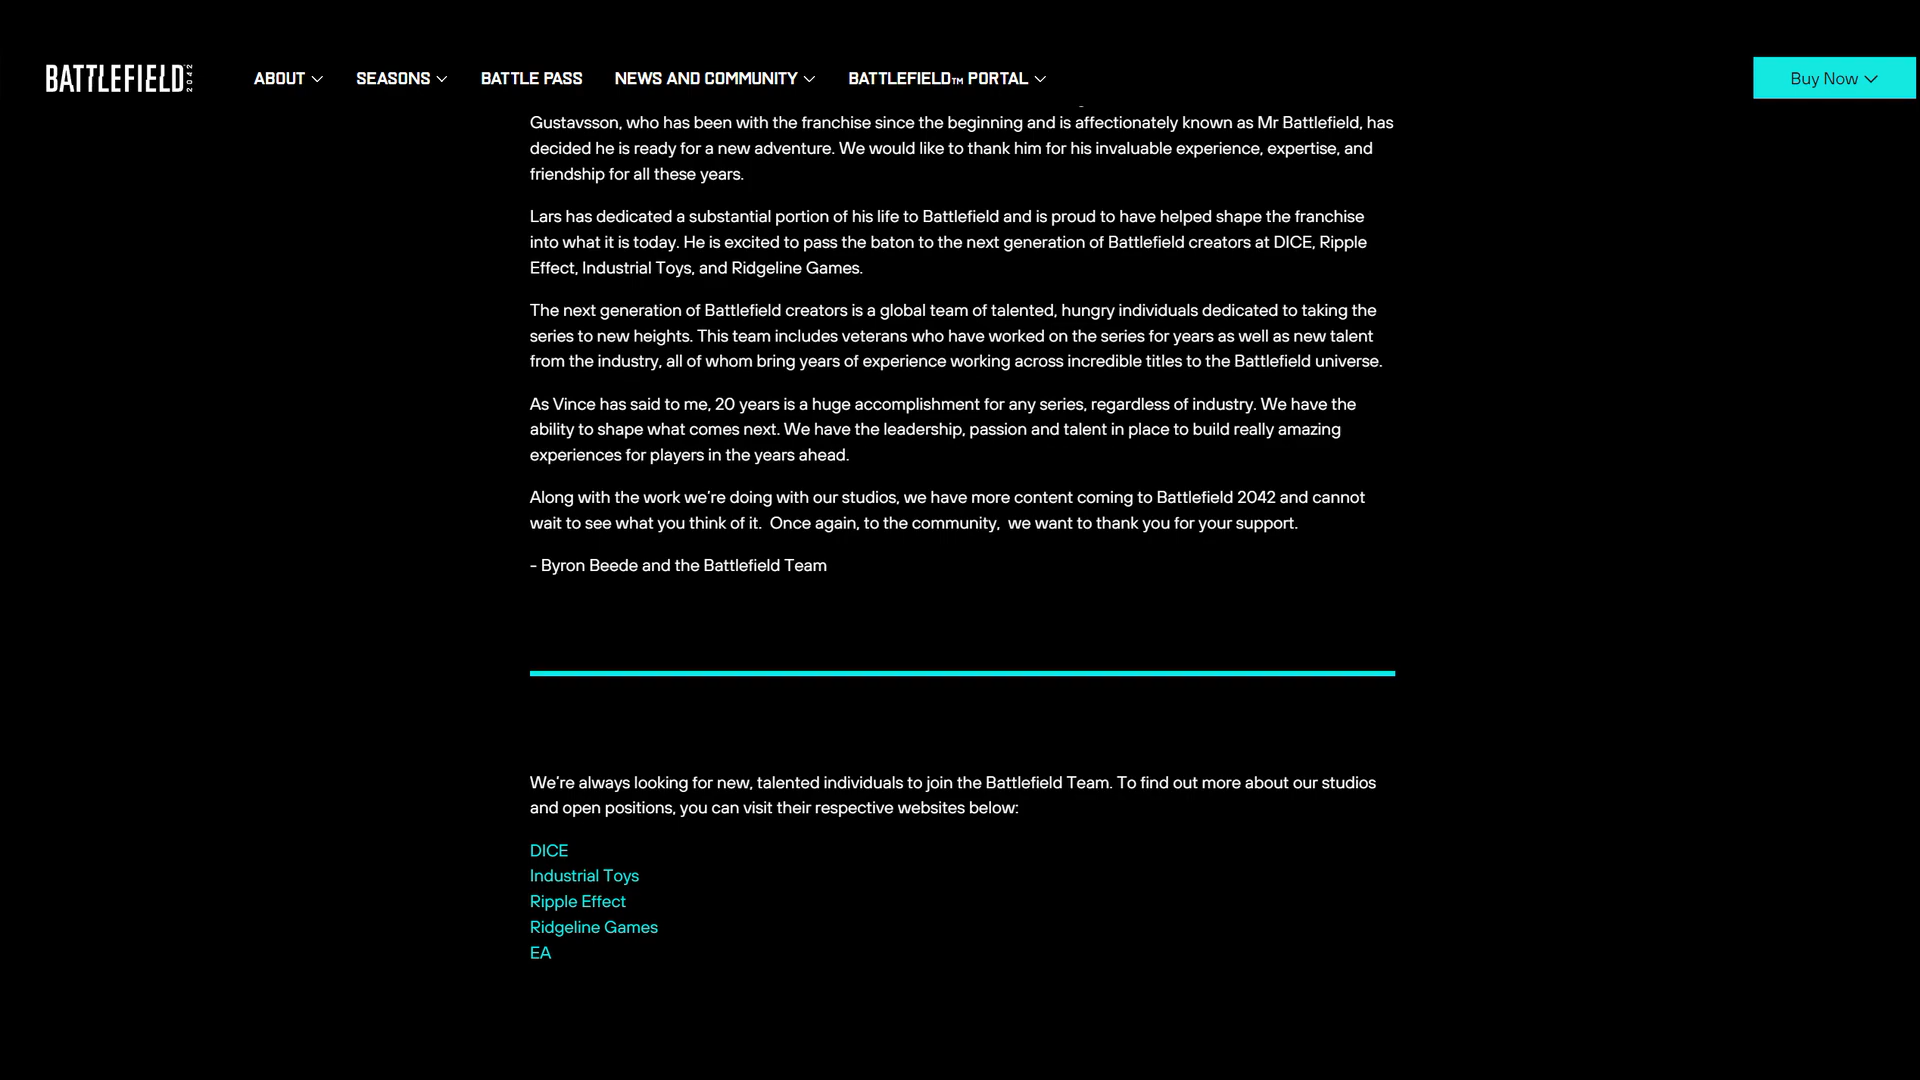 BATTLEFIELD 2042
ABOUT SEASONS BATTLE PASS NEWS AND COMMUNITY BATTLEFIELD™ PORTAL Buy Now
Gustavsson, who has been with the franchise since the beginning and is affectionately known as Mr Battlefield, has
decided he is ready for a new adventure. We would like to thank him for his invaluable experience, expertise, and
friendship for all these years.
Lars has dedicated a substantial portion of his life to Battlefield and is proud to have helped shape the franchise
into what it is today. He is excited to pass the baton to the next generation of Battlefield creators at DICE, Ripple
Effect, Industrial Toys, and Ridgeline Games.
The next generation of Battlefield creators is a global team of talented, hungry individuals dedicated to taking the
series to new heights. This team includes veterans who have worked on the series for years as well as new talent
from the industry, all of whom bring years of experience working across incredible titles to the Battlefield universe.
As Vince has said to me, 20 years is a huge accomplishment for any series, regardless of industry. We have the
ability to shape what comes next. We have the leadership, passion and talent in place to build really amazing
experiences for players in the years ahead.
Along with the work we’re doing with our studios, we have more content coming to Battlefield 2042 and cannot
wait to see what you think of it.  Once again, to the community,  we want to thank you for your support.
- Byron Beede and the Battlefield Team
We’re always looking for new, talented individuals to join the Battlefield Team. To find out more about our studios
and open positions, you can visit their respective websites below:
DICE
Industrial Toys
Ripple Effect
Ridgeline Games
EA